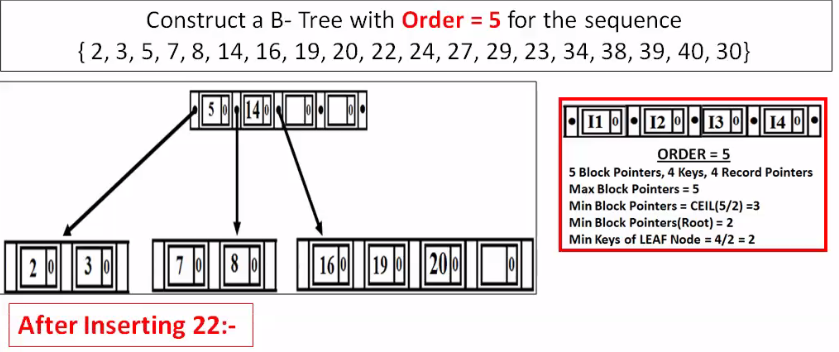 Construct a B- Tree with Order = 5 for the sequence
{ 2, 3, 5, 7, 8, 14, 16, 19, 20, 22, 24, 27, 29, 23, 34, 38, 39, 40, 30}
5 0 14 0 0 0
I1 0 I2 0 I3 0 I4 0
ORDER = 5
5 Block Pointers, 4 Keys, 4 Record Pointers
Max Block Pointers = 5
Min Block Pointers = CEIL(5/2) =3
Min Block Pointers(Root) = 2
Min Keys of LEAF Node = 4/2 = 2
2 0 3 0
7 0 8 0
16 0 19 0 20 0 0
After Inserting 22:-